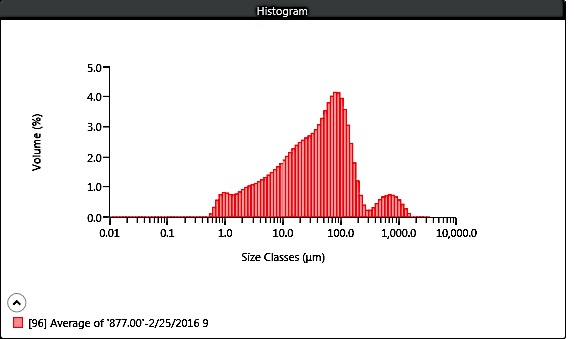 Histogram
5.0
4.0
Volume (%)
3.0
2.0
1.0
0.0
0.01 0.1 1.0 10.0 100.0 1,000.0 10,000.0
Size Classes (µm)
[96] Average of "877.00"-2/25/2016 9